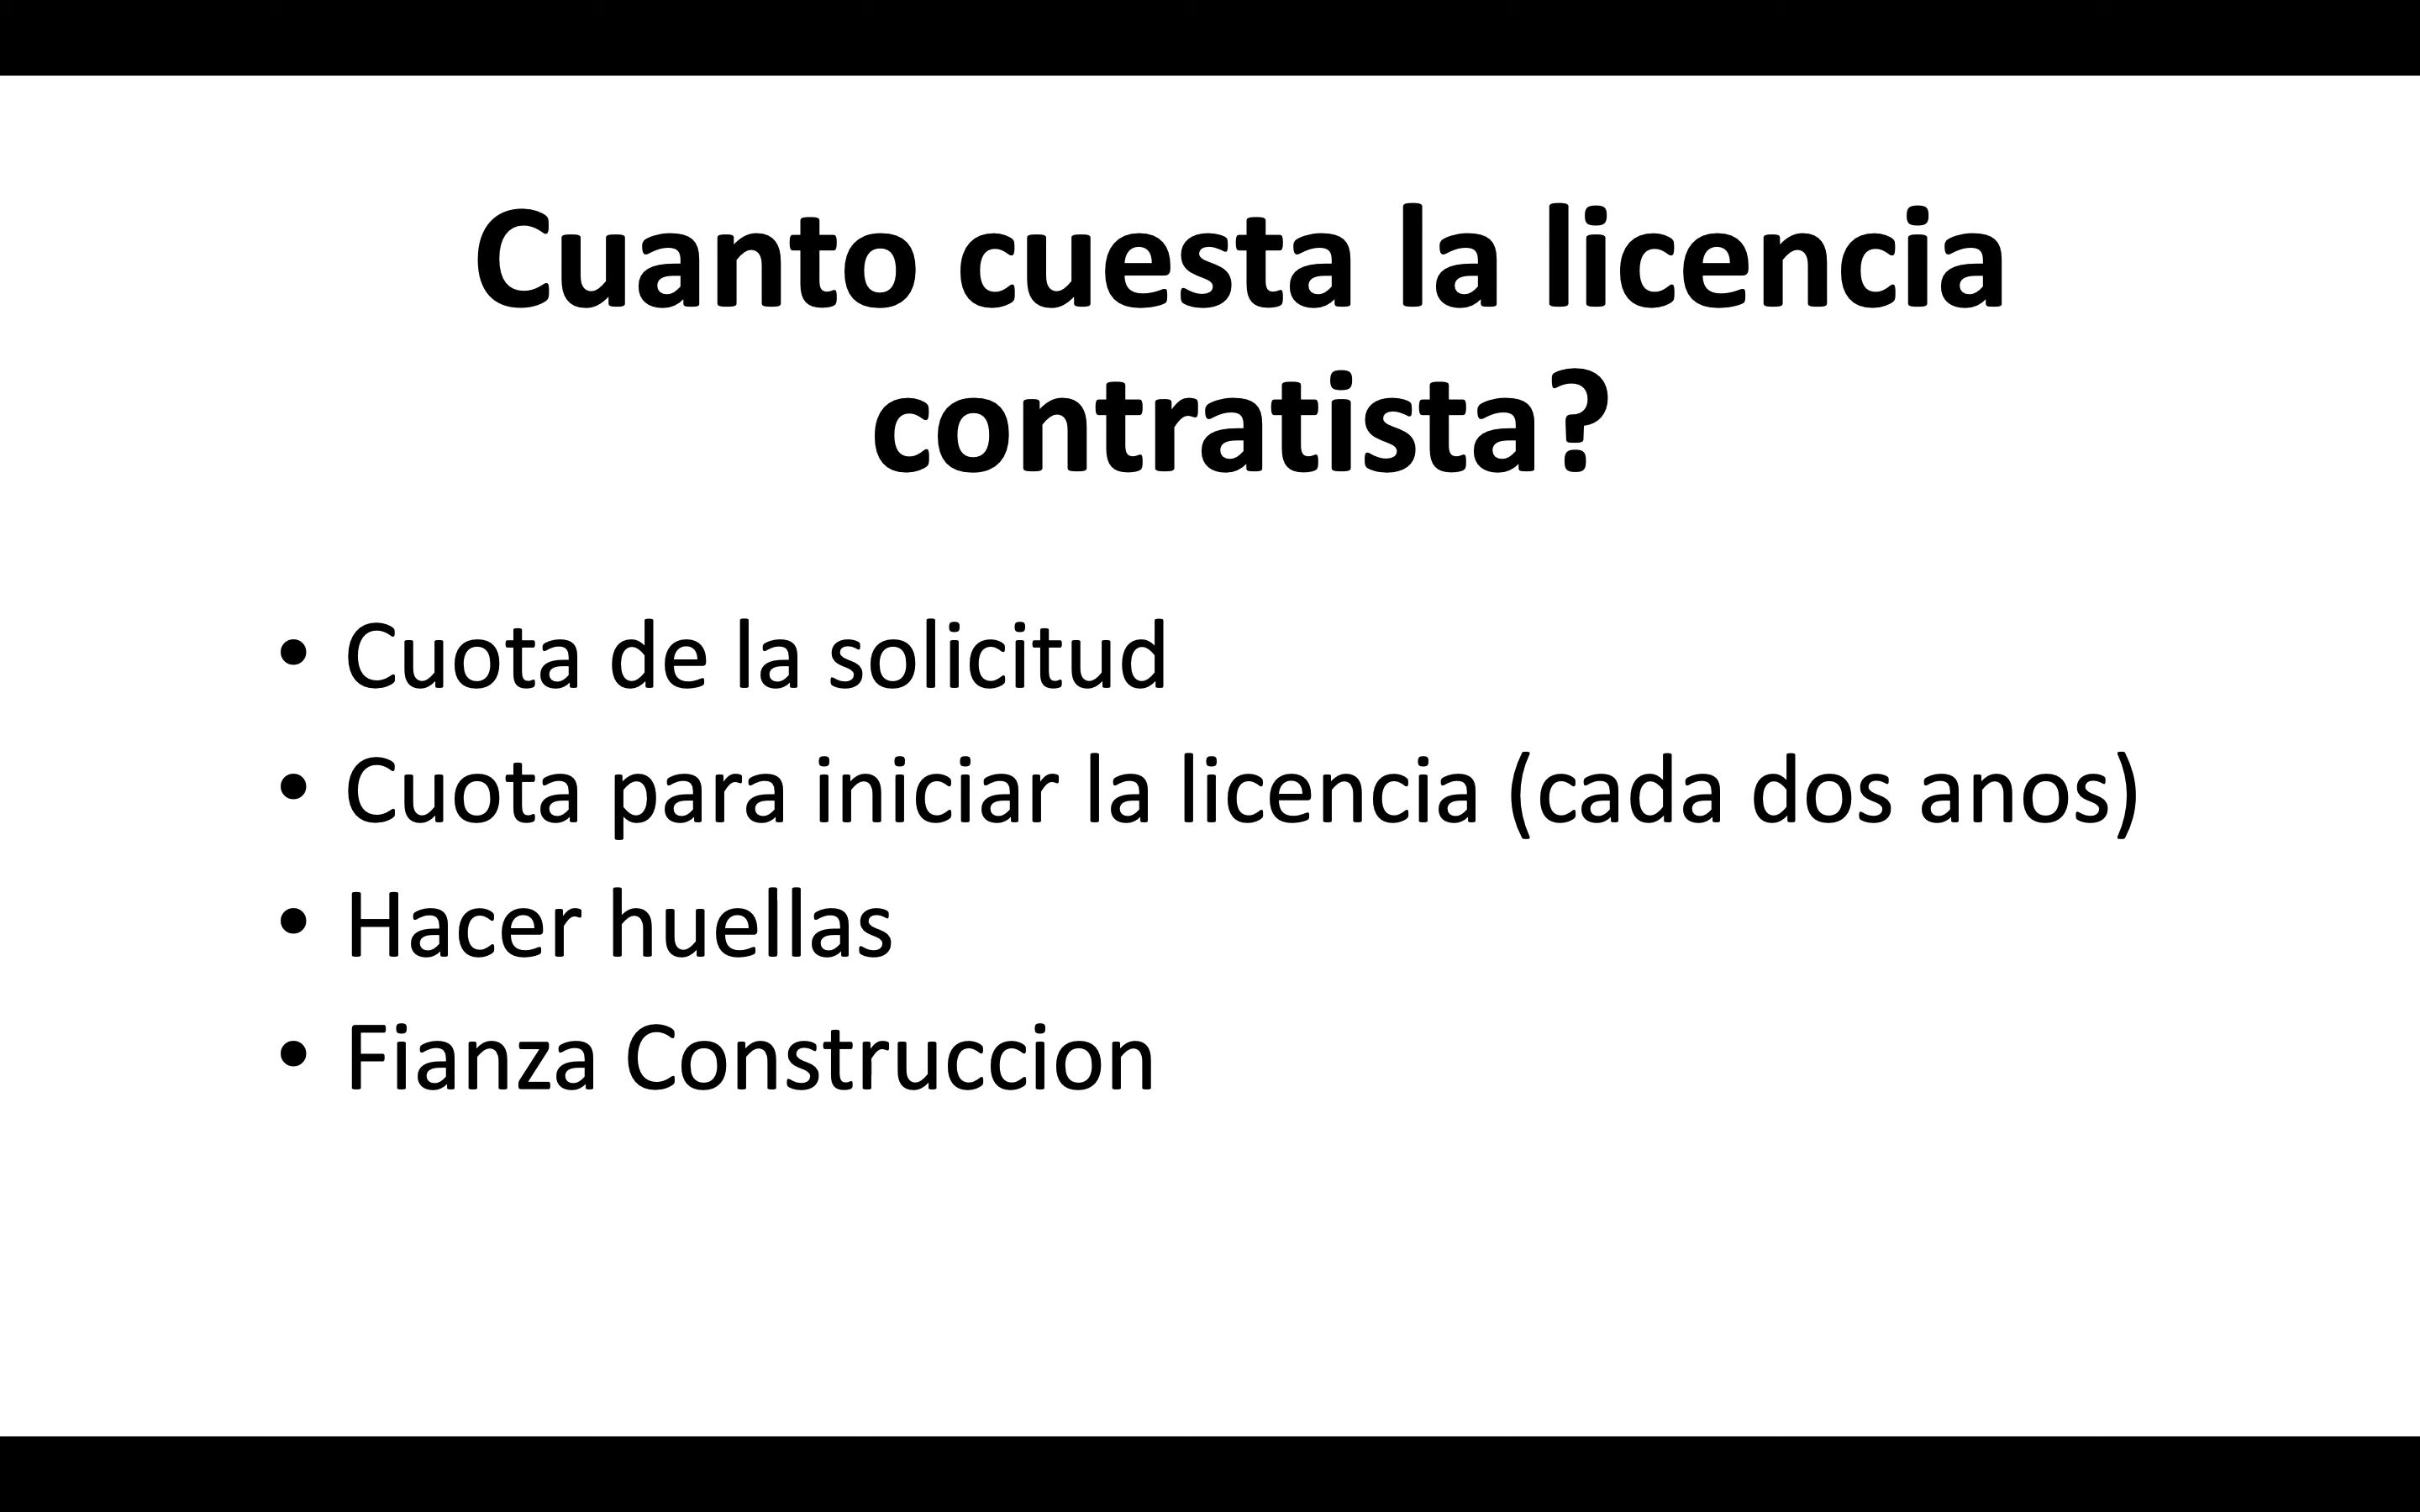 Cuanto cuesta la licencia
contratista?
• Cuota de la solicitud
• Cuota para iniciar la licencia (cada dos anos)
• Hacer huellas
• Fianza Construccion